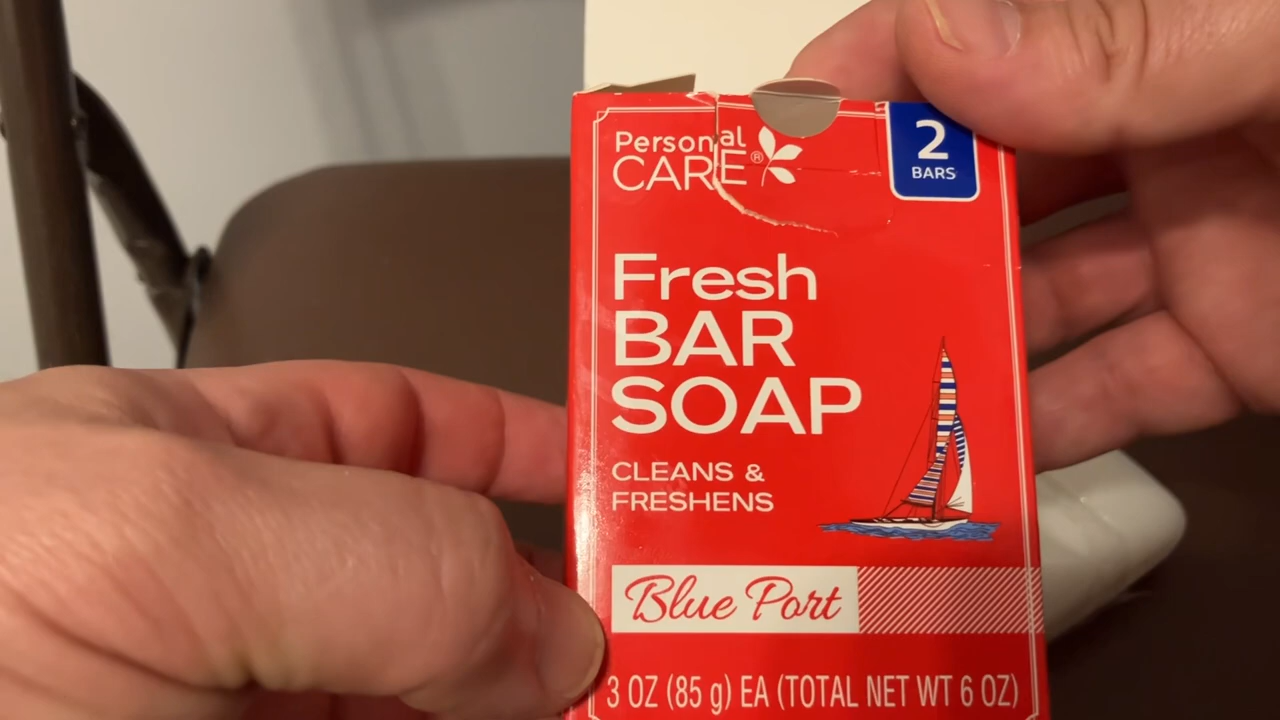 Personal
CARE®
2
BARS
Fresh
BAR
SOAP
CLEANS &
FRESHENS
Blue Port
3 OZ (85 g) EA (TOTAL NET WT 6 OZ)